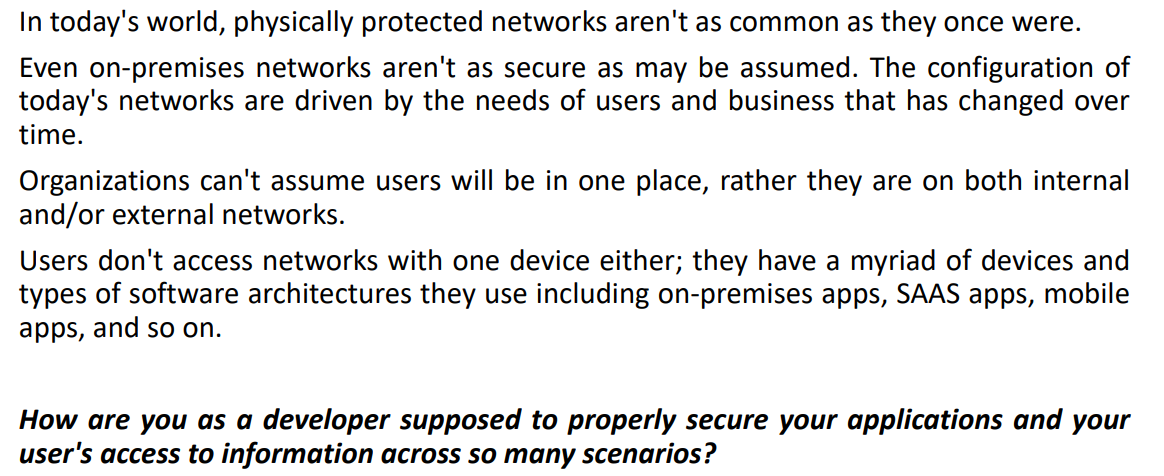 In today's world, physically protected networks aren't as common as they once were.
Even on-premises networks aren't as secure as may be assumed. The configuration of
today's networks are driven by the needs of users and business that has changed over
time.
Organizations can't assume users will be in one place, rather they are on both internal
and/or external networks.
Users don't access networks with one device either; they have a myriad of devices and
types of software architectures they use including on-premises apps, SAAS apps, mobile
apps, and so on.
How are you as a developer supposed to properly secure your applications and your
user's access to information across so many scenarios?